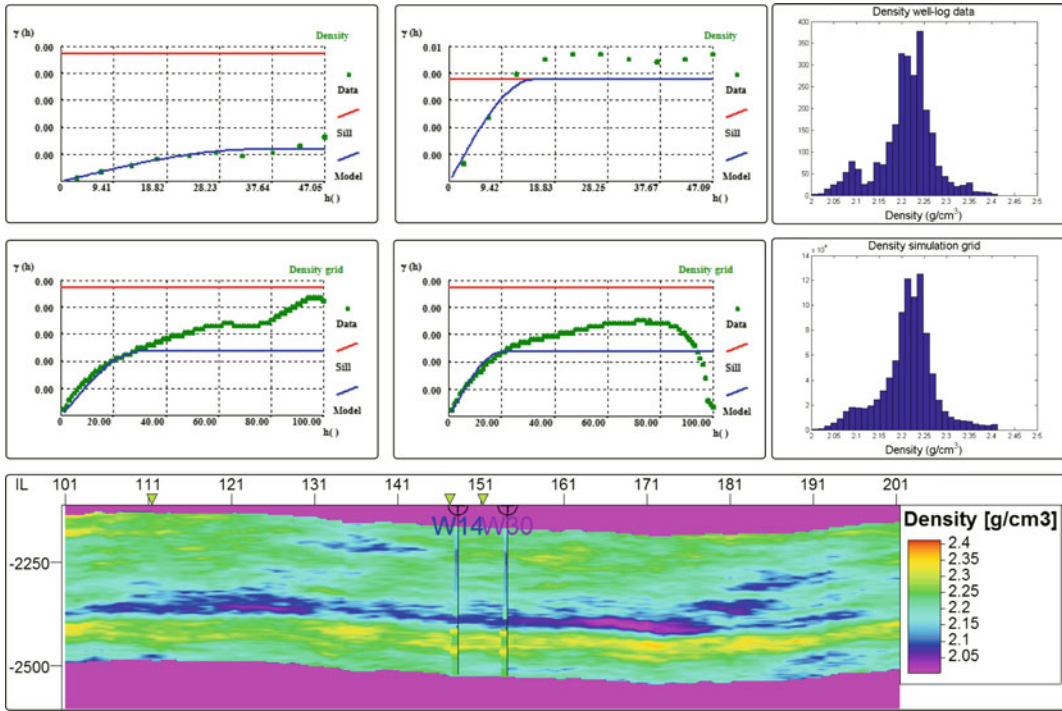 γ (h)
Density
0.00
0.00
0.00
0.00
0.00
Data
Sill
Model
0 9.41 18.82 28.23 37.64 47.05
h( )
γ (h)
Density
0.01
0.00
0.00
0.00
0.00
Data
Sill
Model
0 9.42 18.83 28.25 37.67 47.09
h( )
Density well-log data
400
350
300
250
200
150
100
50
0
2 2.05 2.1 2.15 2.2 2.25 2.3 2.35 2.4 2.45 2.5
Density (g/cm³)
γ (h)
Density grid
0.00
0.00
0.00
0.00
0.00
Data
Sill
Model
0 20.00 40.00 60.00 80.00 100.00
h( )
γ (h)
Density grid
0.00
0.00
0.00
0.00
0.00
Data
Sill
Model
0 20.00 40.00 60.00 80.00 100.00
h( )
Density simulation grid
14
12
10
8
6
4
2
0
2 2.05 2.1 2.15 2.2 2.25 2.3 2.35 2.4 2.45 2.5
Density (g/cm³)
IL 101 111 121 131 141 151 161 171 181 191 201
W14 W30
-2250
-2500
Density [g/cm3]
2.4
2.35
2.3
2.25
2.2
2.15
2.1
2.05